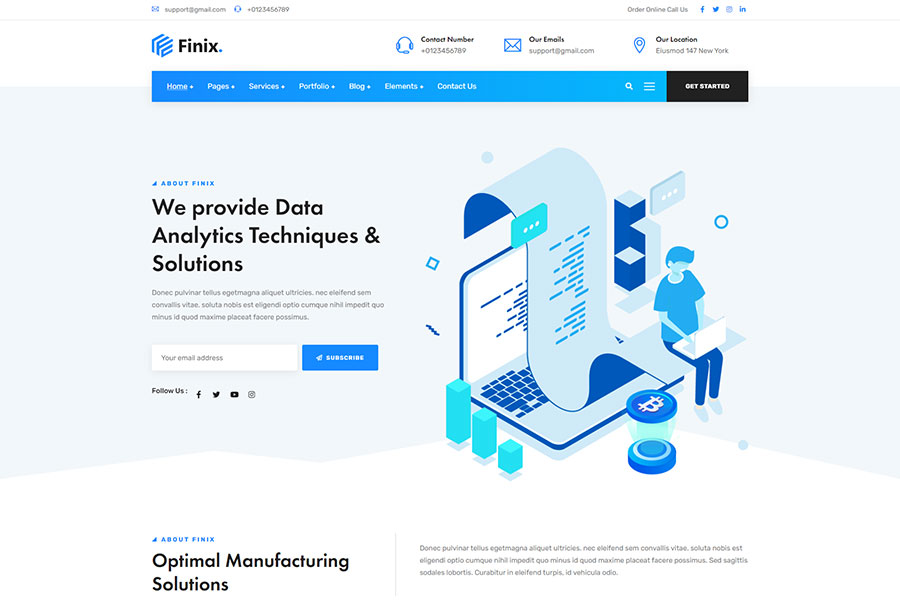 support@gmail.com +0123456789 Order Online Call Us
Finix.
Contact Number
+0123456789
Our Emails
support@gmail.com
Our Location
Eiusmod 147 New York
Home + Pages + Services + Portfolio + Blog + Elements + Contact Us GET STARTED
ABOUT FINIX
We provide Data
Analytics Techniques &
Solutions
Donec pulvinar tellus egetmagna aliquet ultricies. nec eleifend sem
convallis vitae. soluta nobis est eligendi optio cumque nihil impedit quo
minus id quod maxime placeat facere possimus.
Your email address SUBSCRIBE
Follow Us :
ABOUT FINIX
Optimal Manufacturing
Solutions
Donec pulvinar tellus egetmagna aliquet ultricies. nec eleifend sem convallis vitae. soluta nobis est
eligendi optio cumque nihil impedit quo minus id quod maxime placeat facere possimus. Sed sagittis
sodales lobortis. Curabitur in eleifend turpis, id vehicula odio.